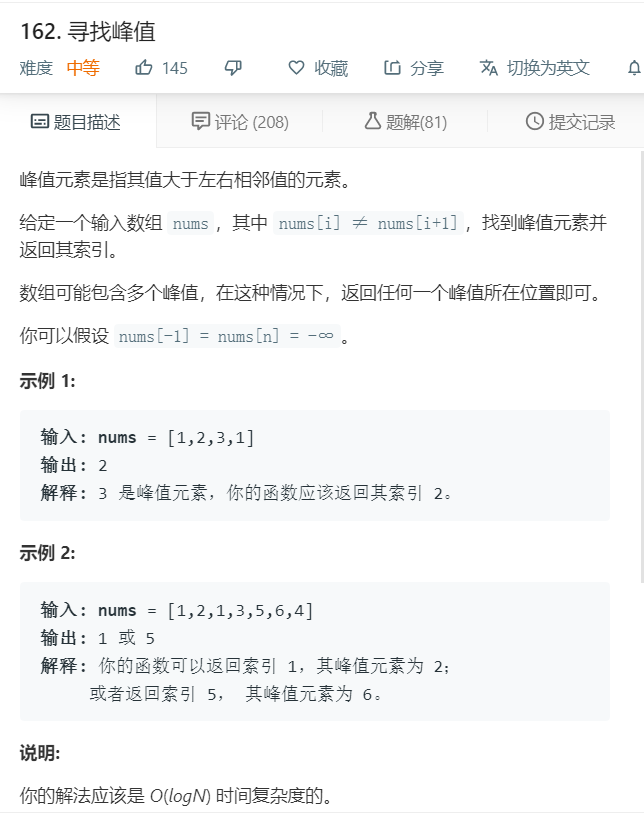 162. 寻找峰值
难度 中等 145 收藏 分享 切换为英文
题目描述 评论 (208) 题解(81) 提交记录
峰值元素是指其值大于左右相邻值的元素。
给定一个输入数组 nums，其中 nums[i] ≠ nums[i+1]，找到峰值元素并
返回其索引。
数组可能包含多个峰值，在这种情况下，返回任何一个峰值所在位置即可。
你可以假设 nums[-1] = nums[n] = -∞。
示例 1:
输入: nums = [1,2,3,1]
输出: 2
解释: 3 是峰值元素，你的函数应该返回其索引 2。
示例 2:
输入: nums = [1,2,1,3,5,6,4]
输出: 1 或 5
解释: 你的函数可以返回索引 1，其峰值元素为 2;
或者返回索引 5， 其峰值元素为 6。
说明:
你的解法应该是 O(logN) 时间复杂度的。